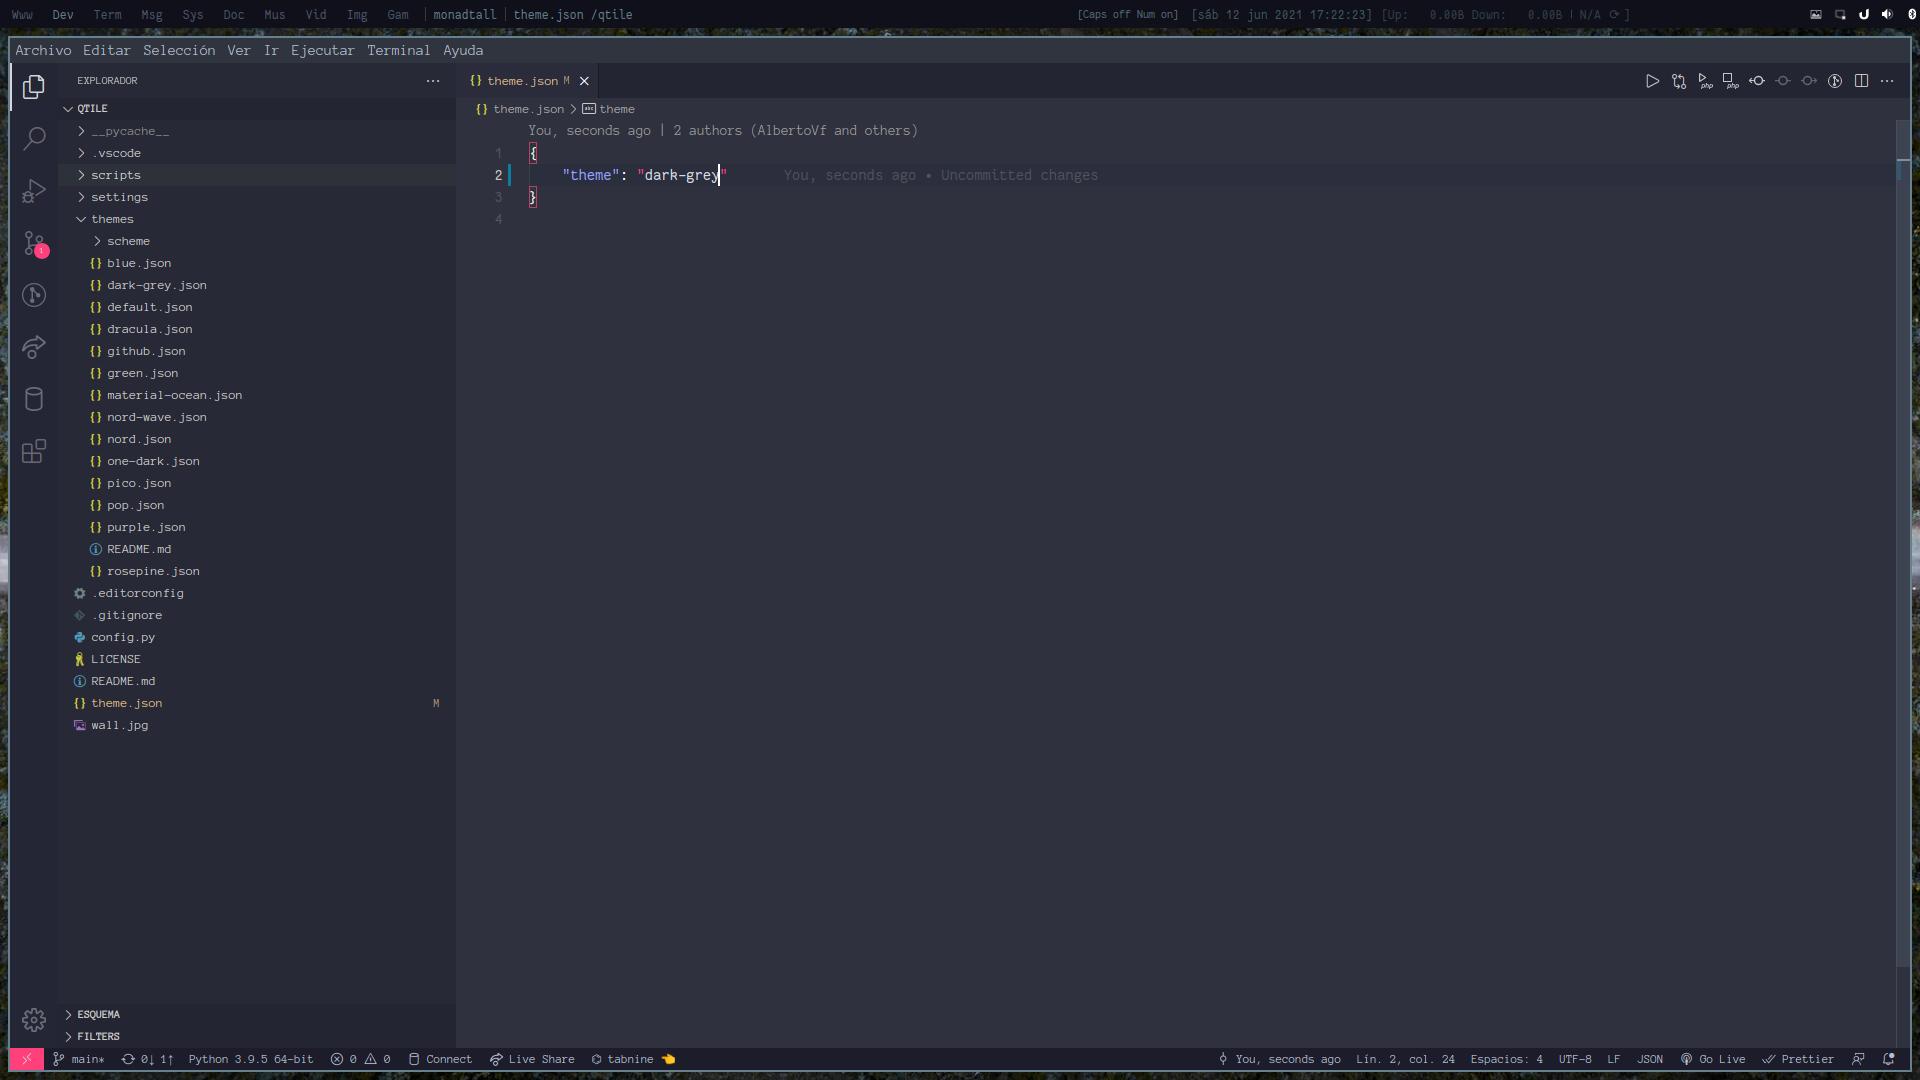 Www Dev Term Msg Sys Doc Mus Vid Img Gam monadtall theme.json /qtile [Caps off Num on] [sáb 12 jun 2021 17:22:23] [Up: 0.00B Down: 0.00B | N/A ⟳ ]
Archivo Editar Selección Ver Ir Ejecutar Terminal Ayuda
EXPLORADOR
QTILE
__pycache__
.vscode
scripts
settings
themes
scheme
{} blue.json
{} dark-grey.json
{} default.json
{} dracula.json
{} github.json
{} green.json
{} material-ocean.json
{} nord-wave.json
{} nord.json
{} one-dark.json
{} pico.json
{} pop.json
{} purple.json
README.md
{} rosepine.json
.editorconfig
.gitignore
config.py
LICENSE
README.md
{} theme.json M
wall.jpg
ESQUEMA
FILTERS
{} theme.json M
php php
{} theme.json > abc theme
You, seconds ago | 2 authors (AlbertoVf and others)
1 {
2 "theme": "dark-grey" You, seconds ago • Uncommitted changes
3 }
4
1
main* 0↓ 1↑ Python 3.9.5 64-bit 0 0 Connect Live Share tabnine 👈 You, seconds ago Lín. 2, col. 24 Espacios: 4 UTF-8 LF JSON Go Live Prettier